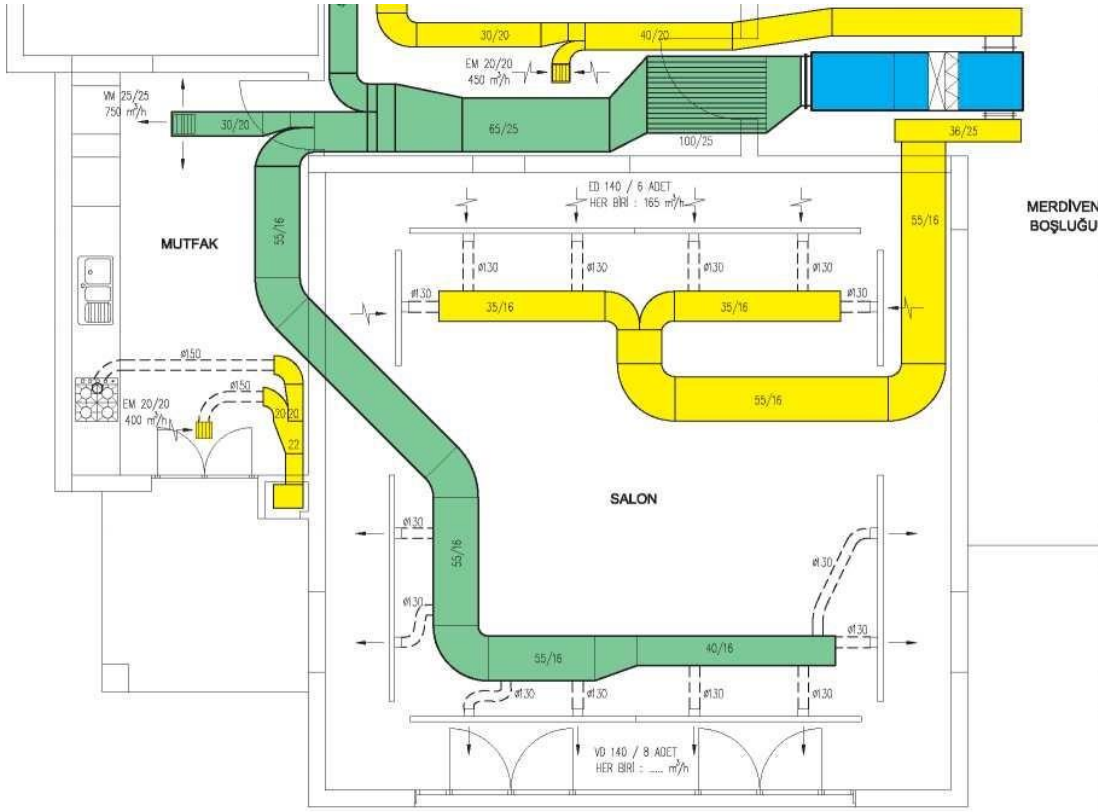 30/20
40/20
EM 20/20
450 m³/h
VM 25/25
750 m³/h
30/20
65/25
100/25
36/25
ED 140 / 6 ADET
HER BİRİ : 165 m³/h
MERDİVEN
BOŞLUĞU
MUTFAK
55/16
55/16
ø130
ø130
ø130
ø130
ø130
35/16
35/16
ø130
ø150
ø150
EM 20/20
400 m³/h
20/20
22
55/16
SALON
ø130
55/16
ø130
ø130
ø130
55/16
40/16
ø130
ø130
ø130
ø130
ø130
VD 140 / 8 ADET
HER BİRİ : ..... m³/h